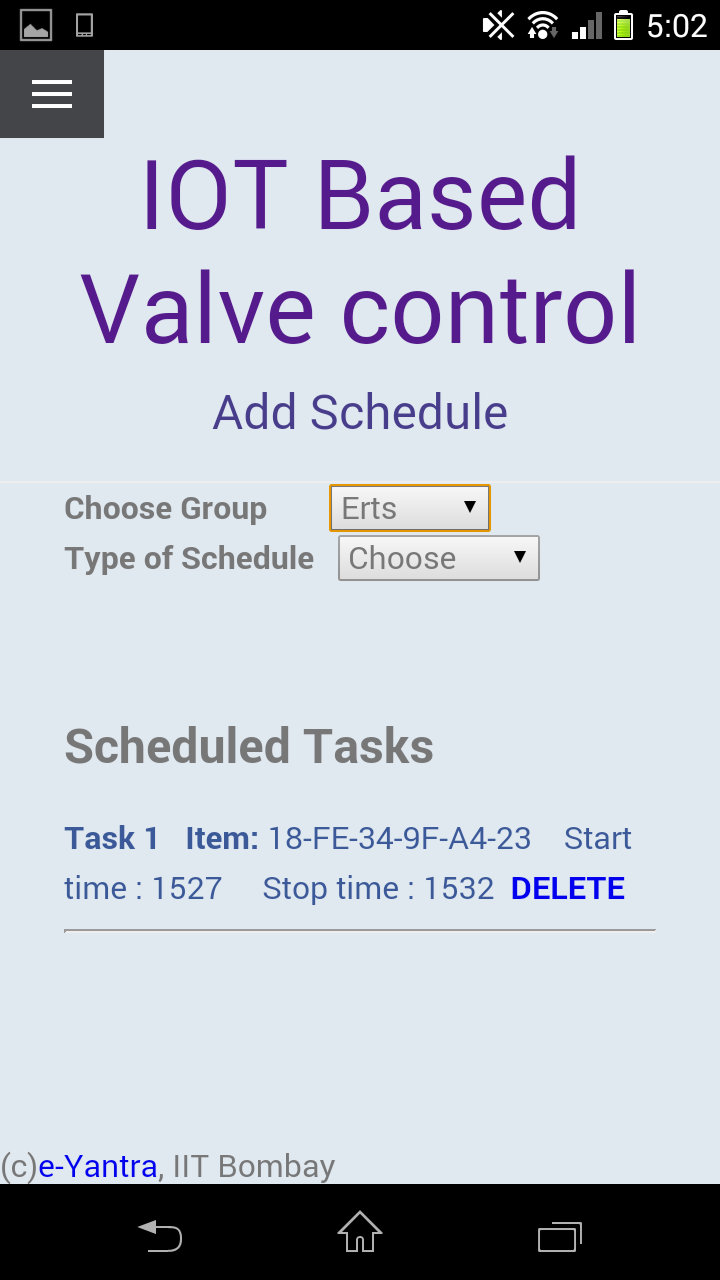 5:02
IOT Based
Valve control
Add Schedule
Choose Group Erts
Type of Schedule Choose
Scheduled Tasks
Task 1 Item: 18-FE-34-9F-A4-23 Start
time : 1527 Stop time : 1532 DELETE
(c)e-Yantra, IIT Bombay